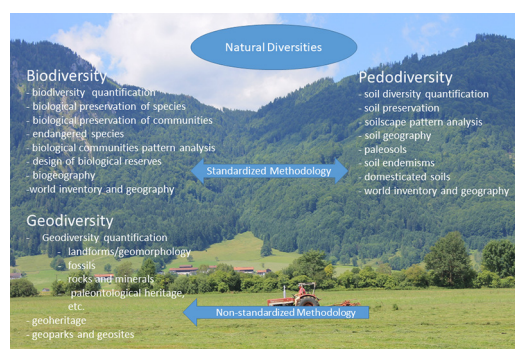 Natural Diversities
Biodiversity
- biodiversity quantification
- biological preservation of species
- biological preservation of communities
- endangered species
- biological communities pattern analysis
- design of biological reserves
- biogeography
-world inventory and geography
Pedodiversity
- soil diversity quantification
- soil preservation
- soilscape pattern analysis
- soil geography
- paleosols
- soil endemisms
- domesticated soils
- world inventory and geography
Standardized Methodology
Geodiversity
- Geodiversity quantification
- landforms/geomorphology
- fossils
- rocks and minerals
- paleontological heritage,
etc.
- geoheritage
- geoparks and geosites
Non-standardized Methodology